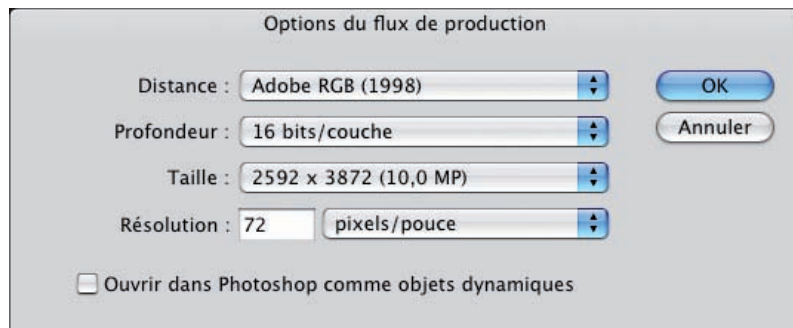 Options du flux de production
Distance : Adobe RGB (1998) OK
Profondeur : 16 bits/couche Annuler
Taille : 2592 x 3872 (10,0 MP)
Résolution : 72 pixels/pouce
Ouvrir dans Photoshop comme objets dynamiques